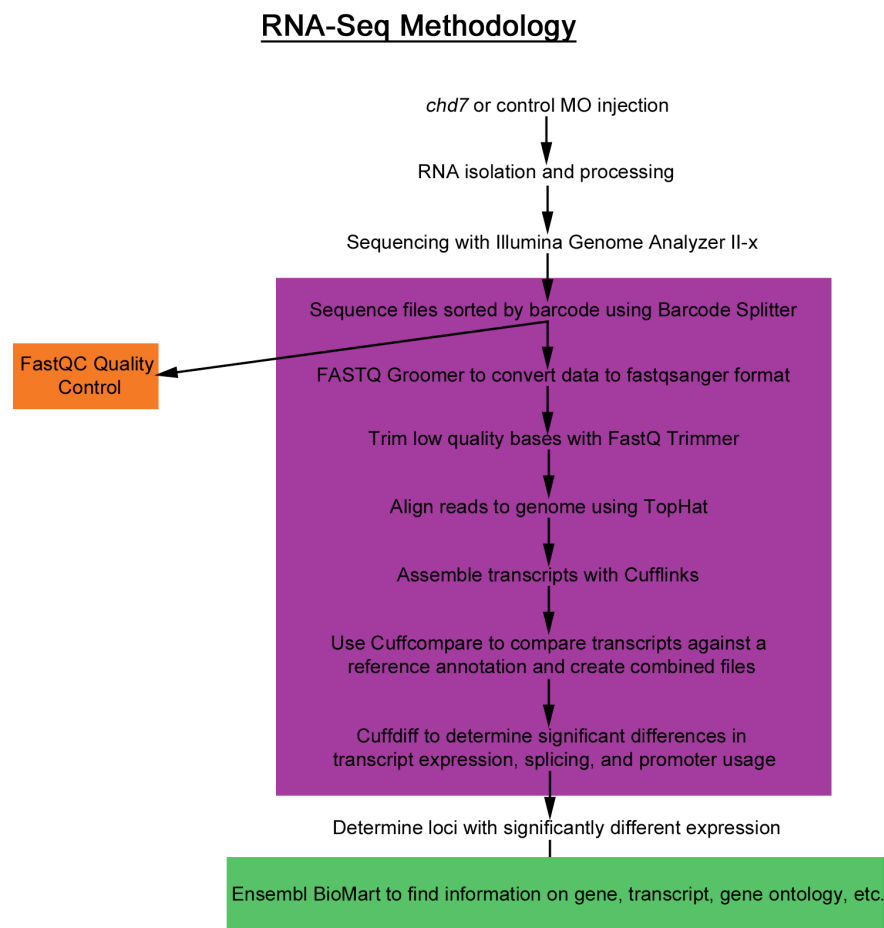 RNA-Seq Methodology
chd7 or control MO injection
RNA isolation and processing
Sequencing with Illumina Genome Analyzer II-x
Sequence files sorted by barcode using Barcode Splitter
FastQC Quality
Control
FASTQ Groomer to convert data to fastqsanger format
Trim low quality bases with FastQ Trimmer
Align reads to genome using TopHat
Assemble transcripts with Cufflinks
Use Cuffcompare to compare transcripts against a
reference annotation and create combined files
Cuffdiff to determine significant differences in
transcript expression, splicing, and promoter usage
Determine loci with significantly different expression
Ensembl BioMart to find information on gene, transcript, gene ontology, etc.